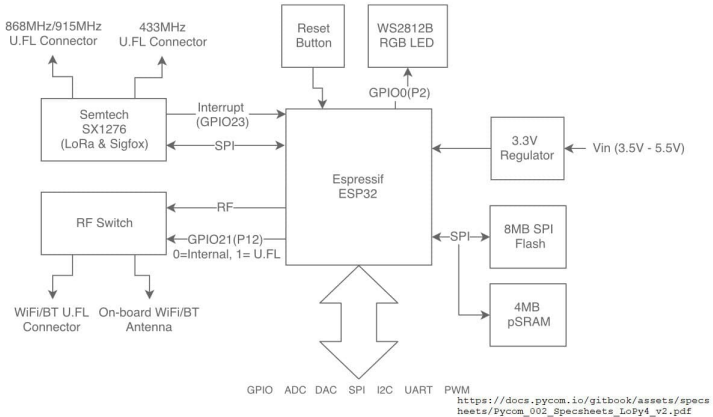 868MHz/915MHz
U.FL Connector
433MHz
U.FL Connector
Reset
Button
WS2812B
RGB LED
GPIO0(P2)
Semtech
SX1276
(LoRa & Sigfox)
Interrupt
(GPIO23)
SPI
Espressif
ESP32
3.3V
Regulator
Vin (3.5V - 5.5V)
RF Switch
RF
GPIO21(P12)
0=Internal, 1= U.FL
SPI
8MB SPI
Flash
4MB
pSRAM
WiFi/BT U.FL
Connector
On-board WiFi/BT
Antenna
GPIO ADC DAC SPI I2C UART PWM
https://docs.pycom.io/gitbook/assets/specs
heets/Pycom_002_Specsheets_LoPy4_v2.pdf